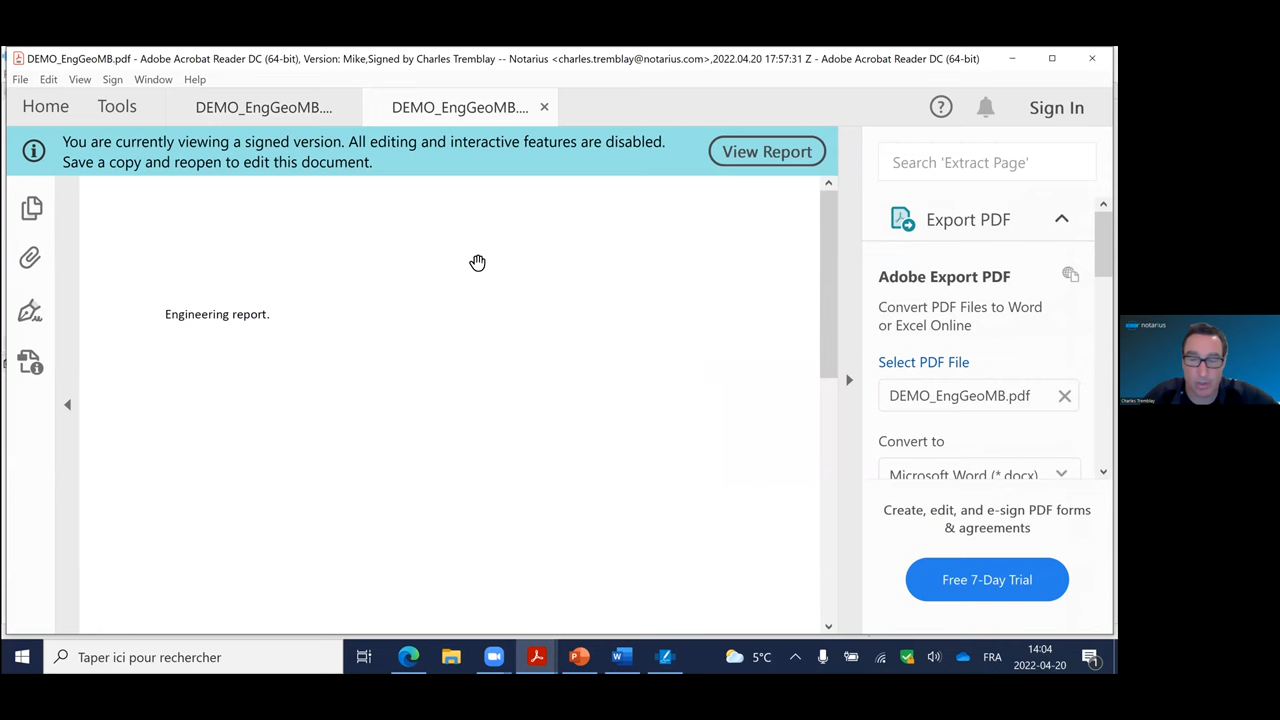 DEMO_EngGeoMB.pdf - Adobe Acrobat Reader DC (64-bit), Version: Mike,Signed by Charles Tremblay -- Notarius <charles.tremblay@notarius.com>,2022.04.20 17:57:31 Z - Adobe Acrobat Reader DC (64-bit)
File Edit View Sign Window Help
Home Tools DEMO_EngGeoMB.... DEMO_EngGeoMB.... Sign In
You are currently viewing a signed version. All editing and interactive features are disabled.
Save a copy and reopen to edit this document.
View Report
Search 'Extract Page'
Export PDF
Adobe Export PDF
Convert PDF Files to Word
or Excel Online
Select PDF File
DEMO_EngGeoMB.pdf
Convert to
Microsoft Word (*.docx)
Create, edit, and e-sign PDF forms
& agreements
Free 7-Day Trial
Engineering report.
notarius
Charles Tremblay
Taper ici pour rechercher
5°C
FRA
14:04
2022-04-20
1